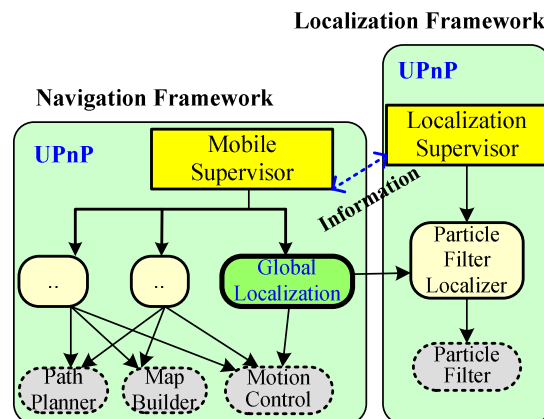 Localization Framework
UPnP
Navigation Framework
UPnP
Mobile
Supervisor
Localization
Supervisor
Information
..
..
Global
Localization
Particle
Filter
Localizer
Path
Planner
Map
Builder
Motion
Control
Particle
Filter